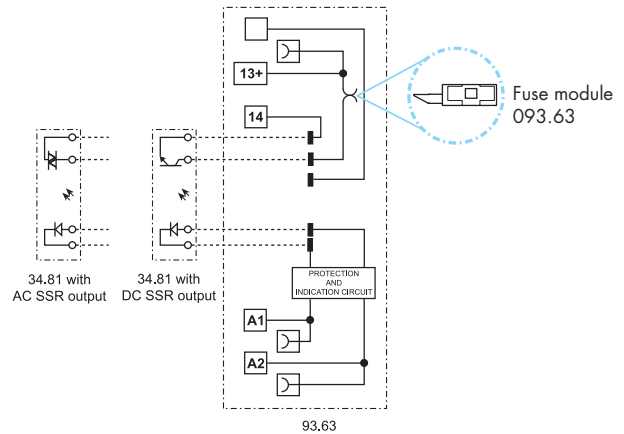 13+
Fuse module
093.63
14
34.81 with
AC SSR output
34.81 with
DC SSR output
PROTECTION
AND
INDICATION CIRCUIT
A1
A2
93.63